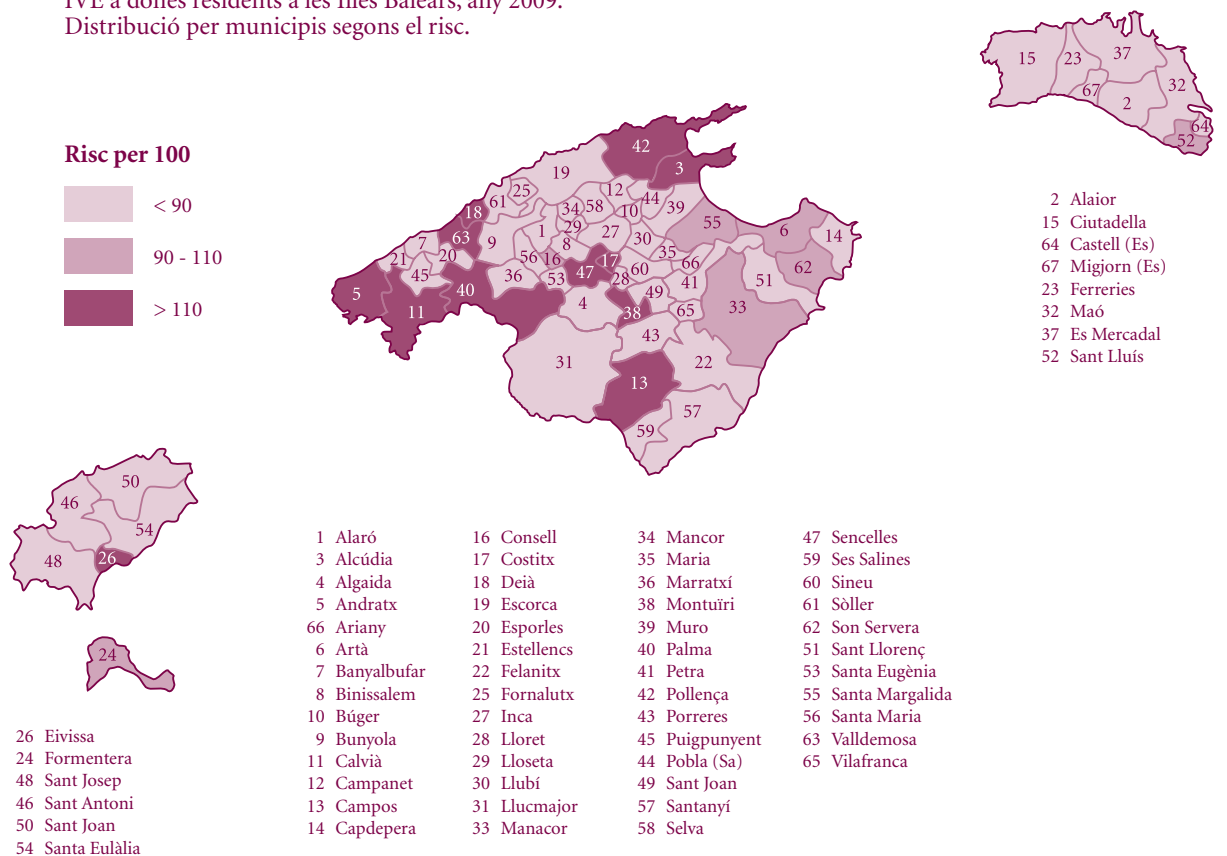 IVE a dones residents a les Illes Balears, any 2009.
Distribució per municipis segons el risc.
Risc per 100
< 90
90 - 110
> 110
15
23
37
67
2
32
64
52
42
3
19
12
25
61
44
34
58
10
39
18
29
55
6
14
63
9
1
27
30
7
8
20
56
16
17
35
66
62
21
45
36
53
47
28
60
41
51
5
40
49
33
11
4
38
65
43
31
22
13
57
59
2 Alaior
15 Ciutadella
64 Castell (Es)
67 Migjorn (Es)
23 Ferreries
32 Maó
37 Es Mercadal
52 Sant Lluís
50
46
54
48
26
24
26 Eivissa
24 Formentera
48 Sant Josep
46 Sant Antoni
50 Sant Joan
54 Santa Eulàlia
1 Alaró
3 Alcúdia
4 Algaida
5 Andratx
66 Ariany
6 Artà
7 Banyalbufar
8 Binissalem
10 Búger
9 Bunyola
11 Calvià
12 Campanet
13 Campos
14 Capdepera
16 Consell
17 Costitx
18 Deià
19 Escorca
20 Esporles
21 Estellencs
22 Felanitx
25 Fornalutx
27 Inca
28 Lloret
29 Lloseta
30 Llubí
31 Llucmajor
33 Manacor
34 Mancor
35 Maria
36 Marratxí
38 Montuïri
39 Muro
40 Palma
41 Petra
42 Pollença
43 Porreres
45 Puigpunyent
44 Pobla (Sa)
49 Sant Joan
57 Santanyí
58 Selva
47 Sencelles
59 Ses Salines
60 Sineu
61 Sòller
62 Son Servera
51 Sant Llorenç
53 Santa Eugènia
55 Santa Margalida
56 Santa Maria
63 Valldemosa
65 Vilafranca